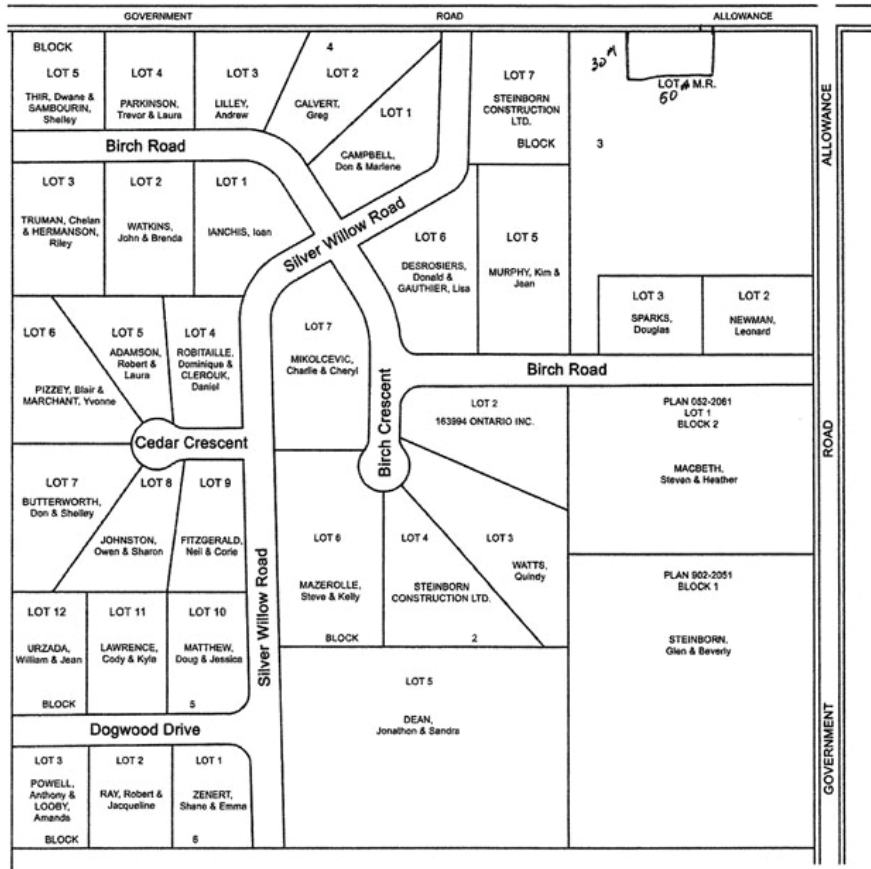 GOVERNMENT ROAD ALLOWANCE
BLOCK 4
LOT 5
THIR, Dwane &
SAMBOURIN,
Shelley
LOT 4
PARKINSON,
Trevor & Laura
LOT 3
LILLEY,
Andrew
LOT 2
CALVERT,
Greg
LOT 1
CAMPBELL,
Don & Marlene
LOT 7
STEINBORN
CONSTRUCTION
LTD.
BLOCK 3
30 M
LOT 4 M.R.
60 M
Birch Road
LOT 3
TRUMAN, Chelan
& HERMANSON,
Riley
LOT 2
WATKINS,
John & Brenda
LOT 1
IANCHIS, Ioan
Silver Willow Road
LOT 6
DESROSIERS,
Donald &
GAUTHIER, Lisa
LOT 5
MURPHY, Kim &
Jean
LOT 3
SPARKS,
Douglas
LOT 2
NEWMAN,
Leonard
LOT 6
PIZZEY, Blair &
MARCHANT, Yvonne
LOT 5
ADAMSON,
Robert &
Laura
LOT 4
ROBITAILLE,
Dominique &
CLEROUK,
Daniel
LOT 7
MIKOLCEVIC,
Charlie & Cheryl
Birch Road
Birch Crescent
Cedar Crescent
LOT 2
163994 ONTARIO INC.
PLAN 052-2061
LOT 1
BLOCK 2
MACBETH,
Steven & Heather
LOT 7
BUTTERWORTH,
Don & Shelley
LOT 8
JOHNSTON,
Owen & Sharon
LOT 9
FITZGERALD,
Neil & Corie
Silver Willow Road
LOT 6
MAZEROLLE,
Steve & Kelly
LOT 4
STEINBORN
CONSTRUCTION LTD.
LOT 3
WATTS,
Quindy
BLOCK 2
PLAN 902-2051
BLOCK 1
STEINBORN,
Glen & Beverly
LOT 12
URZADA,
William & Jean
LOT 11
LAWRENCE,
Cody & Kyla
LOT 10
MATTHEW,
Doug & Jessica
BLOCK 5
LOT 5
DEAN,
Jonathon & Sandra
Dogwood Drive
LOT 3
POWELL,
Anthony &
LOOBY,
Amanda
LOT 2
RAY, Robert &
Jacqueline
LOT 1
ZENERT,
Shane & Emma
BLOCK 6
GOVERNMENT ROAD ALLOWANCE